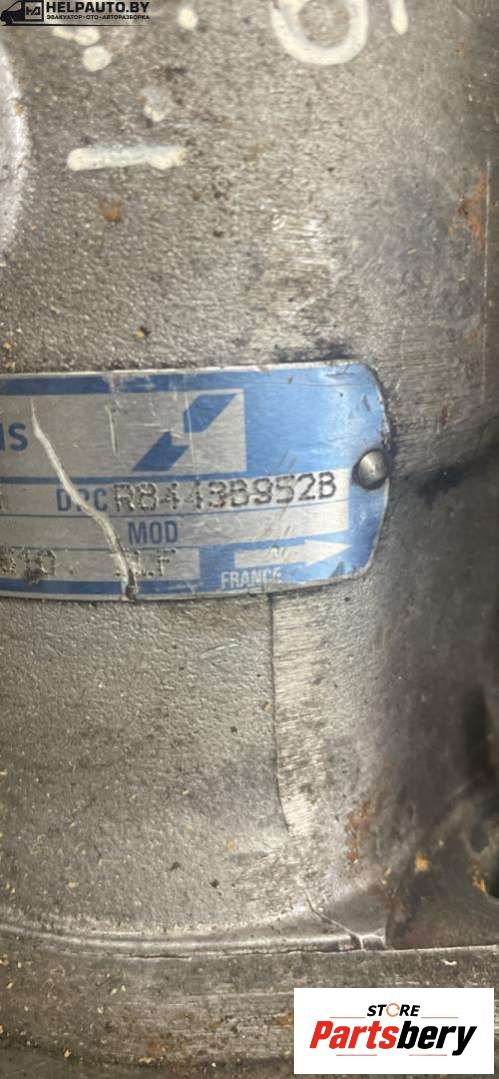 HELPAUTO.BY
ЭВАКУАТОР-СТО-АВТОРАЗБОРКА
DPC R8443B952B
MOD
FRANCE
STORE
Partsbery